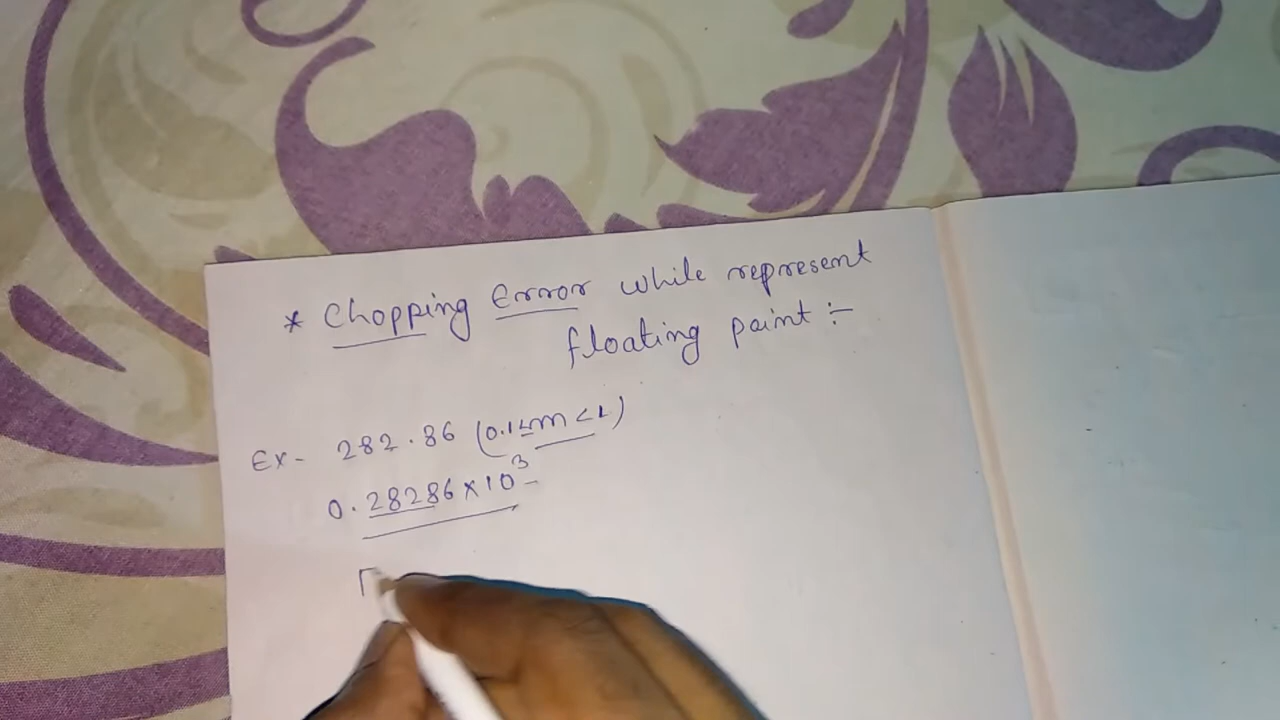 * Chopping Error while represent
floating paint :-
Ex- 282.86 (0.1≤m<1)
0.28286×10³